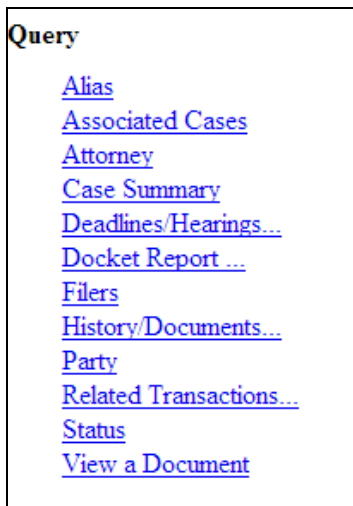 Query
Alias
Associated Cases
Attorney
Case Summary
Deadlines/Hearings...
Docket Report ...
Filers
History/Documents...
Party
Related Transactions...
Status
View a Document